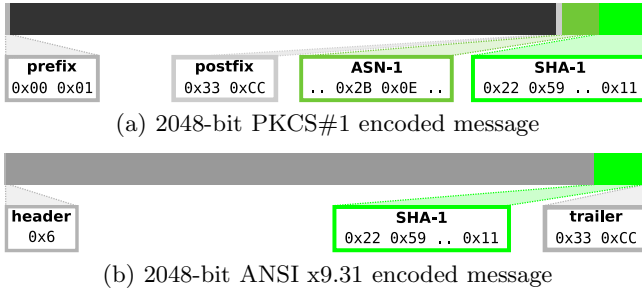 prefix postfix ASN-1 SHA-1
0x00 0x01 0x33 0xCC .. 0x2B 0x0E .. 0x22 0x59 .. 0x11
(a) 2048-bit PKCS#1 encoded message
header SHA-1 trailer
0x6 0x22 0x59 .. 0x11 0x33 0xCC
(b) 2048-bit ANSI x9.31 encoded message